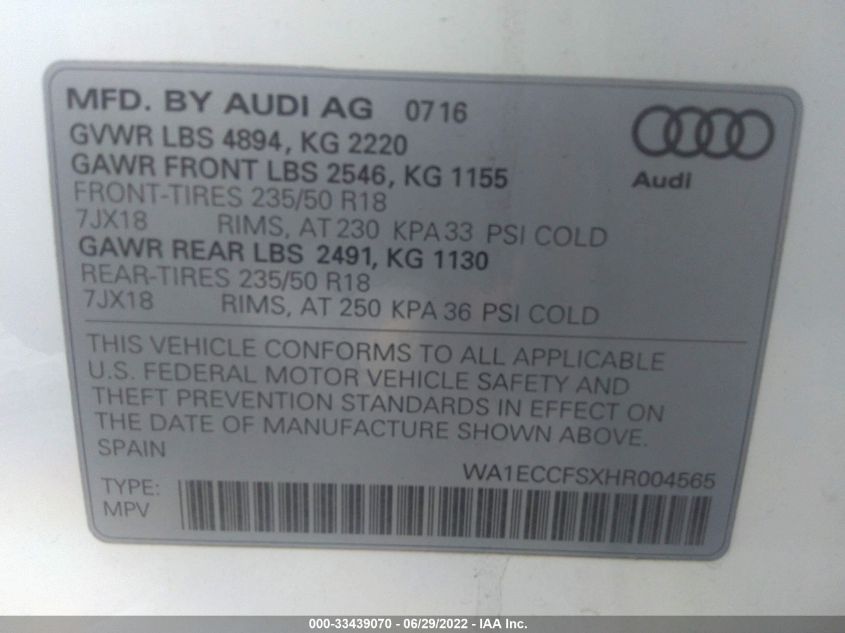 MFD. BY AUDI AG 0716
GVWR LBS 4894, KG 2220
GAWR FRONT LBS 2546, KG 1155
FRONT-TIRES 235/50 R18
7JX18 RIMS, AT 230 KPA 33 PSI COLD
GAWR REAR LBS 2491, KG 1130
REAR-TIRES 235/50 R18
7JX18 RIMS, AT 250 KPA 36 PSI COLD
Audi
THIS VEHICLE CONFORMS TO ALL APPLICABLE
U.S. FEDERAL MOTOR VEHICLE SAFETY AND
THEFT PREVENTION STANDARDS IN EFFECT ON
THE DATE OF MANUFACTURE SHOWN ABOVE.
SPAIN
WA1ECCFSXHR004565
TYPE:
MPV
000-33439070 - 06/29/2022 - IAA Inc.